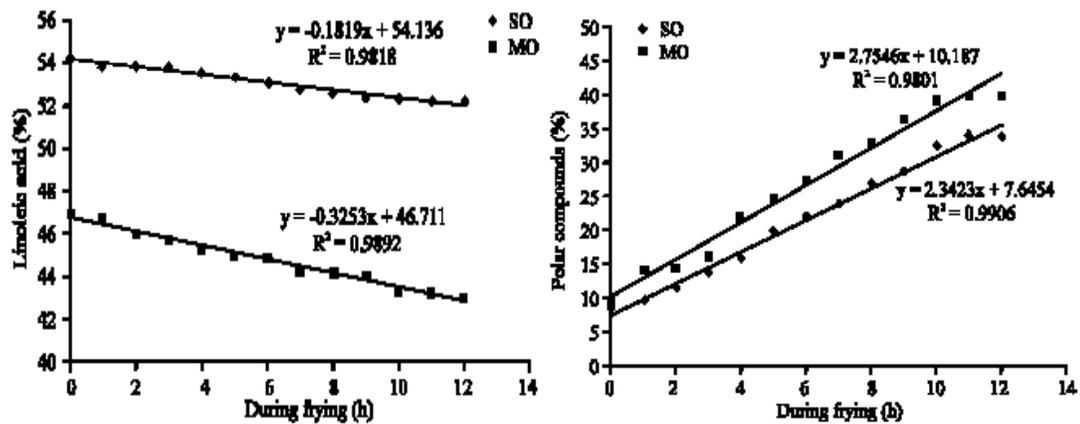 56
54
52
50
48
46
44
42
40
Linoleic acid (%)
y = -0.1819x + 54.136
R² = 0.9818
SO
MO
y = -0.3253x + 46.711
R² = 0.9892
0 2 4 6 8 10 12 14
During frying (h)
50
45
40
35
30
25
20
15
10
5
0
Polar compounds (%)
SO
MO
y = 2.7546x + 10.187
R² = 0.9801
y = 2.3423x + 7.6454
R² = 0.9906
0 2 4 6 8 10 12 14
During frying (h)